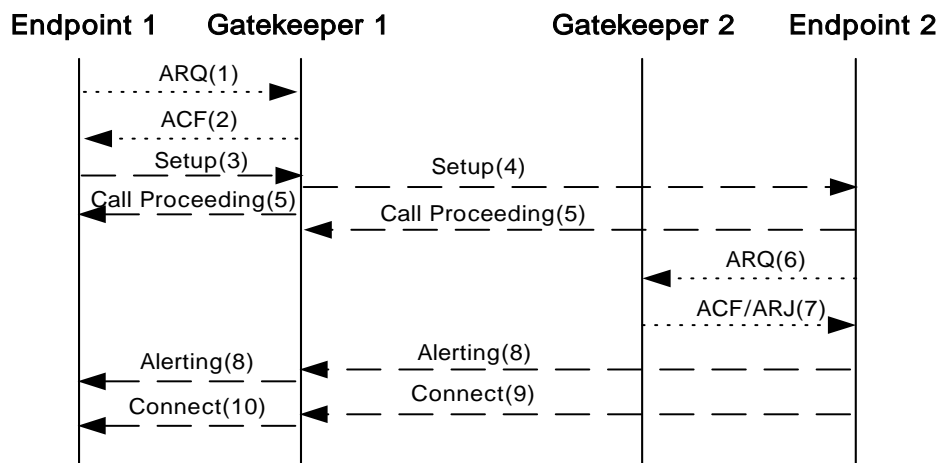 Endpoint 1 Gatekeeper 1 Gatekeeper 2 Endpoint 2
ARQ(1)
ACF(2)
Setup(3)
Setup(4)
Call Proceeding(5)
Call Proceeding(5)
ARQ(6)
ACF/ARJ(7)
Alerting(8)
Alerting(8)
Connect(9)
Connect(10)